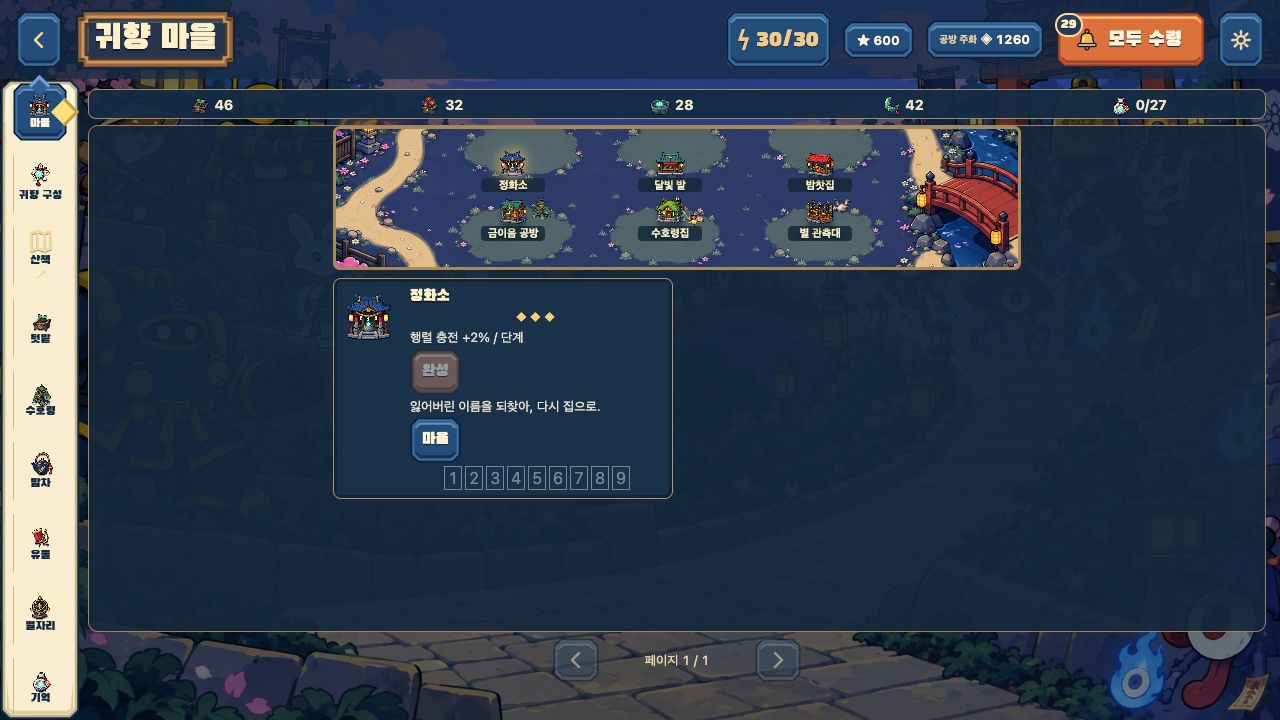 귀향 마을
30/30
600
공방 주화 1260
29
모두 수령
마을
귀향 구성
산책
텃밭
수호령
탐사
유물
별자리
기억
46
32
28
42
0/27
정화소
달빛 밭
밤찻집
금이음 공방
수호령집
별 관측대
정화소
행렬 충전 +2% / 단계
완성
잃어버린 이름을 되찾아, 다시 집으로.
마을
1 2 3 4 5 6 7 8 9
페이지 1 / 1